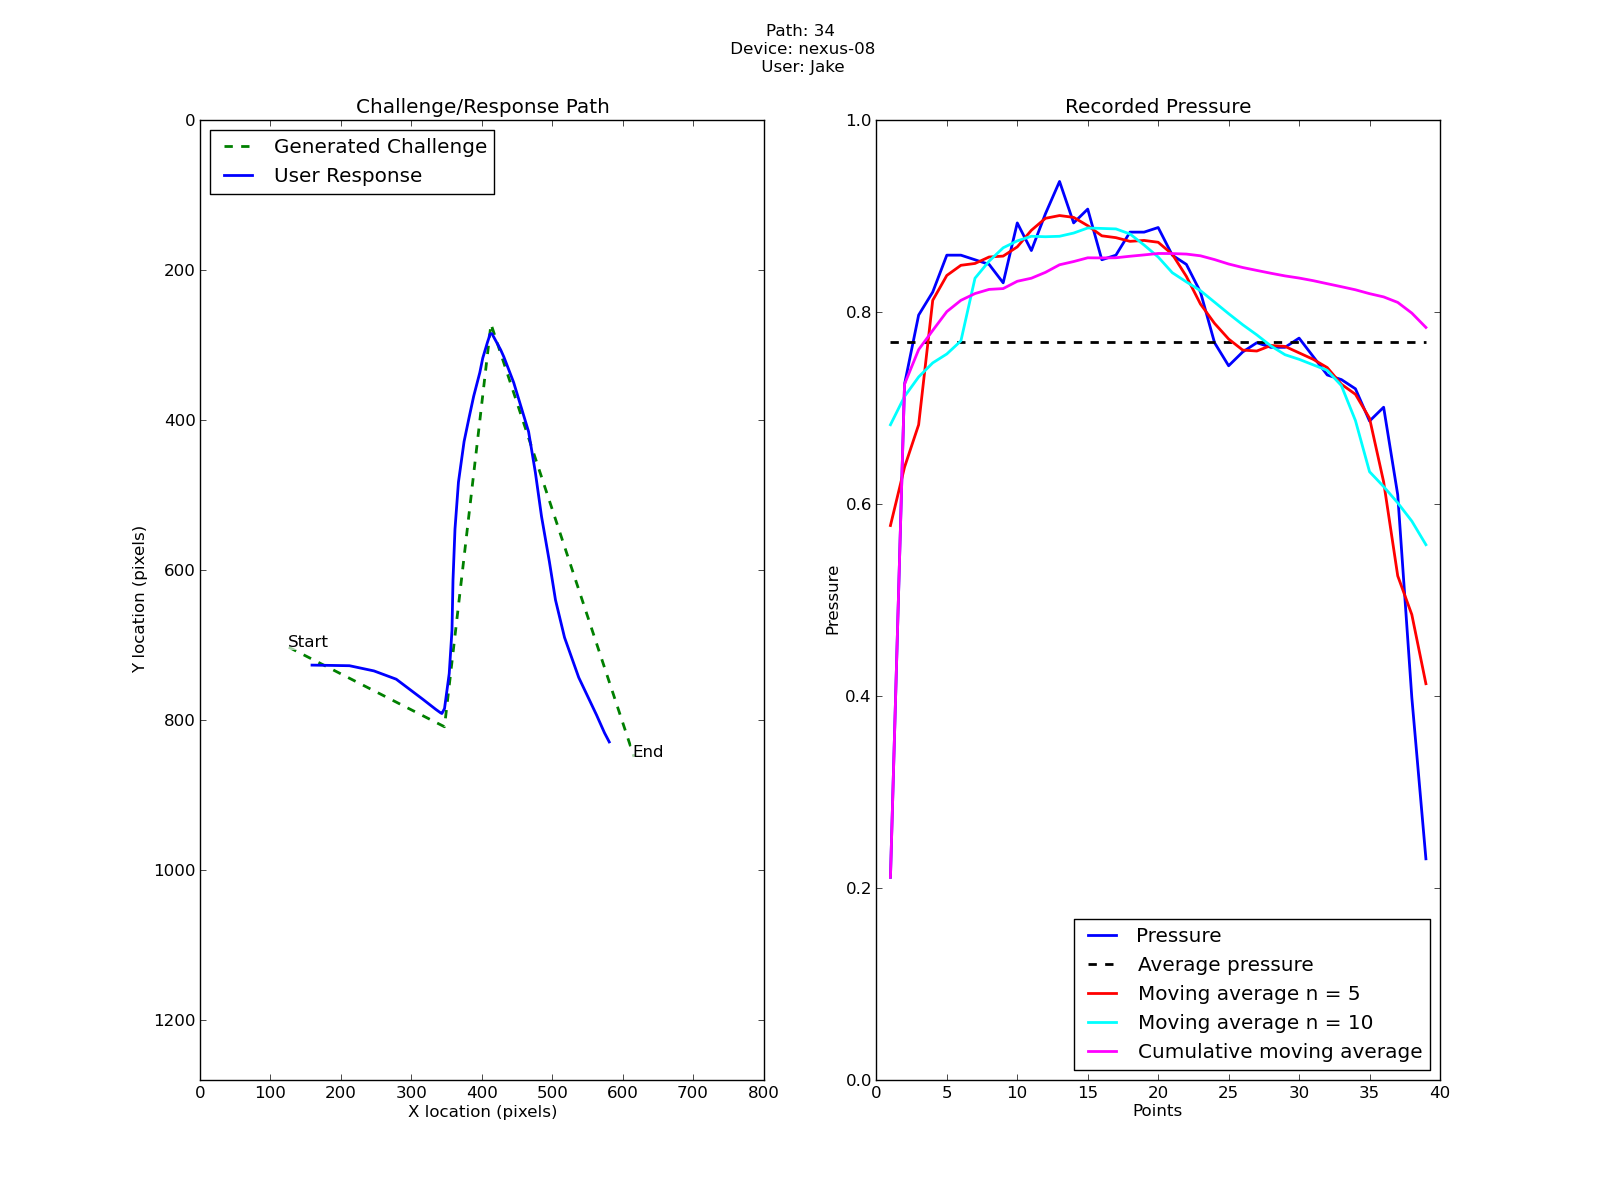 Path: 34
Device: nexus-08
User: Jake
Challenge/Response Path
Generated Challenge
User Response
Start
End
0
200
400
600
800
1000
1200
Y location (pixels)
0 100 200 300 400 500 600 700 800
X location (pixels)
Recorded Pressure
1.0
0.8
0.6
0.4
0.2
0.0
Pressure
Pressure
Average pressure
Moving average n = 5
Moving average n = 10
Cumulative moving average
0 5 10 15 20 25 30 35 40
Points